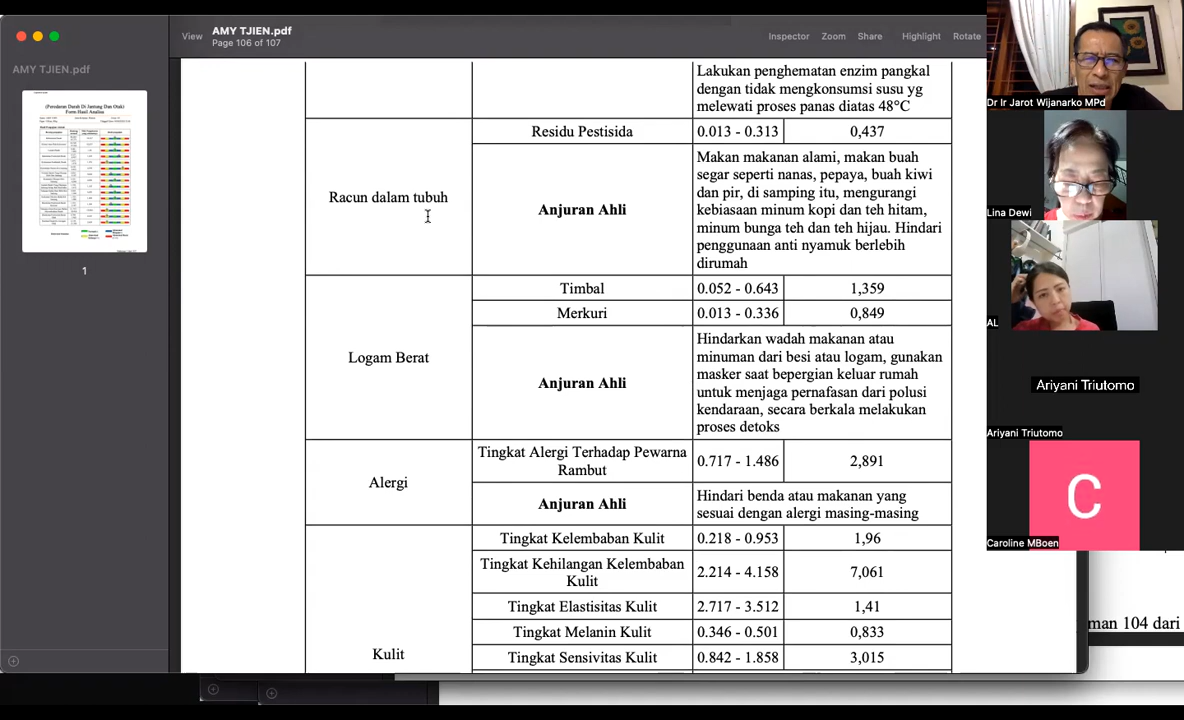 View
AMY TJIEN.pdf
Page 106 of 107
Inspector
Zoom
Share
Highlight
Rotate
AMY TJIEN.pdf
1
Lakukan penghematan enzim pangkal
dengan tidak mengkonsumsi susu yg
melewati proses panas diatas 48°C
Racun dalam tubuh
Residu Pestisida
0.013 - 0.313
0,437
Anjuran Ahli
Makan makanan alami, makan buah
segar seperti nanas, pepaya, buah kiwi
dan pir, di samping itu, mengurangi
kebiasaan minum kopi dan teh hitam,
minum bunga teh dan teh hijau. Hindari
penggunaan anti nyamuk berlebih
dirumah
Logam Berat
Timbal
0.052 - 0.643
1,359
Merkuri
0.013 - 0.336
0,849
Anjuran Ahli
Hindarkan wadah makanan atau
minuman dari besi atau logam, gunakan
masker saat bepergian keluar rumah
untuk menjaga pernafasan dari polusi
kendaraan, secara berkala melakukan
proses detoks
Alergi
Tingkat Alergi Terhadap Pewarna
Rambut
0.717 - 1.486
2,891
Anjuran Ahli
Hindari benda atau makanan yang
sesuai dengan alergi masing-masing
Kulit
Tingkat Kelembaban Kulit
0.218 - 0.953
1,96
Tingkat Kehilangan Kelembaban
Kulit
2.214 - 4.158
7,061
Tingkat Elastisitas Kulit
2.717 - 3.512
1,41
Tingkat Melanin Kulit
0.346 - 0.501
0,833
Tingkat Sensivitas Kulit
0.842 - 1.858
3,015
Dr Ir Jarot Wijanarko MPd
Lina Dewi
AL
Ariyani Triutomo
Ariyani Triutomo
C
Caroline MBoen
man 104 dari